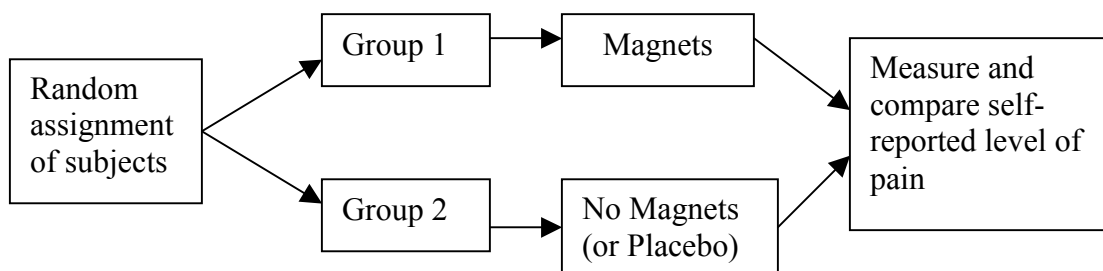 Random
assignment
of subjects
Group 1
Magnets
Group 2
No Magnets
(or Placebo)
Measure and
compare self-
reported level of
pain